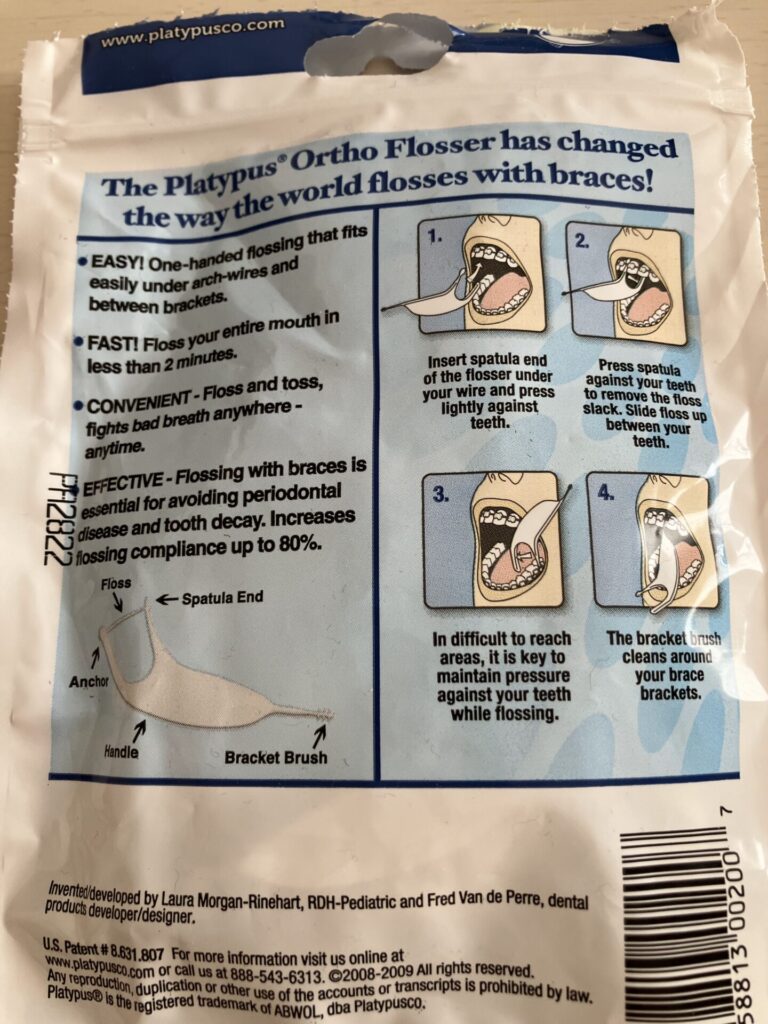 www.platypusco.com
The Platypus® Ortho Flosser has changed
the way the world flosses with braces!
• EASY! One-handed flossing that fits
easily under arch-wires and
between brackets.
• FAST! Floss your entire mouth in
less than 2 minutes.
• CONVENIENT - Floss and toss,
fights bad breath anywhere -
anytime.
• EFFECTIVE - Flossing with braces is
essential for avoiding periodontal
disease and tooth decay. Increases
flossing compliance up to 80%.
Floss
Spatula End
Anchor
Handle
Bracket Brush
1.
Insert spatula end
of the flosser under
your wire and press
lightly against
teeth.
2.
Press spatula
against your teeth
to remove the floss
slack. Slide floss up
between your
teeth.
3.
In difficult to reach
areas, it is key to
maintain pressure
against your teeth
while flossing.
4.
The bracket brush
cleans around
your brace
brackets.
Invented/developed by Laura Morgan-Rinehart, RDH-Pediatric and Fred Van de Perre, dental
products developer/designer.
U.S. Patent # 8.631.807 For more information visit us online at
www.platypusco.com or call us at 888-543-6313. ©2008-2009 All rights reserved.
Any reproduction, duplication or other use of the accounts or transcripts is prohibited by law.
Platypus® is the registered trademark of ABWOL, dba Platypusco.
58813 00200 7